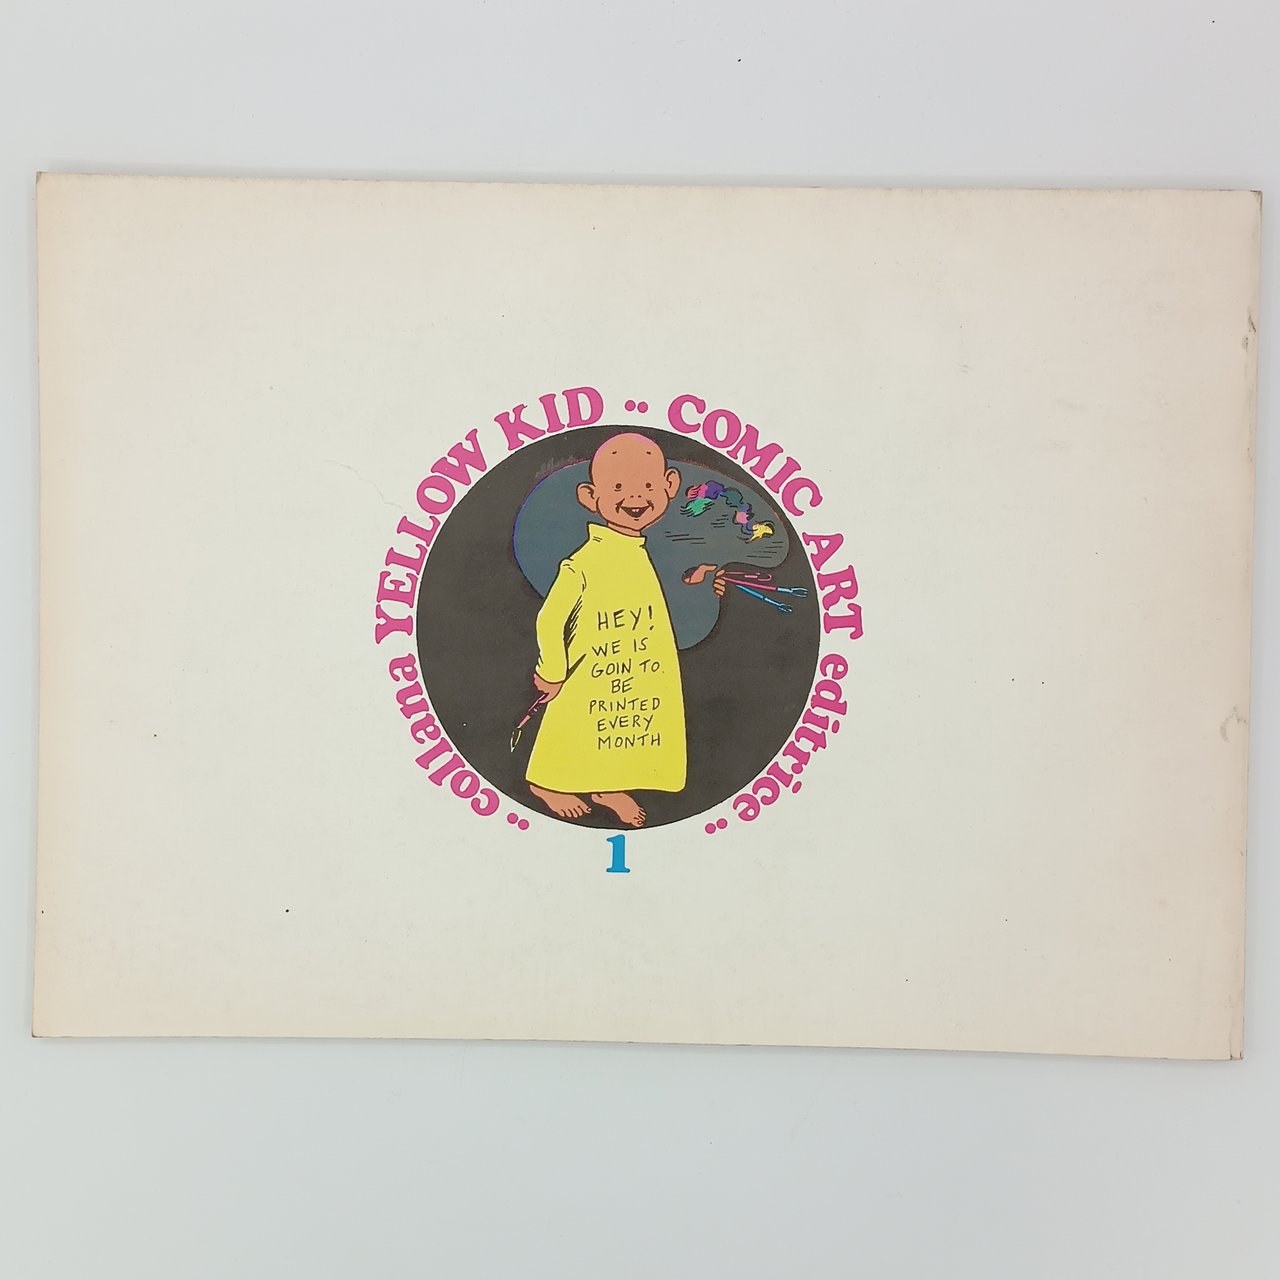 •• collana YELLOW KID •• COMIC ART editrice ••
HEY!
WE IS
GOIN TO.
BE
PRINTED
EVERY
MONTH
1